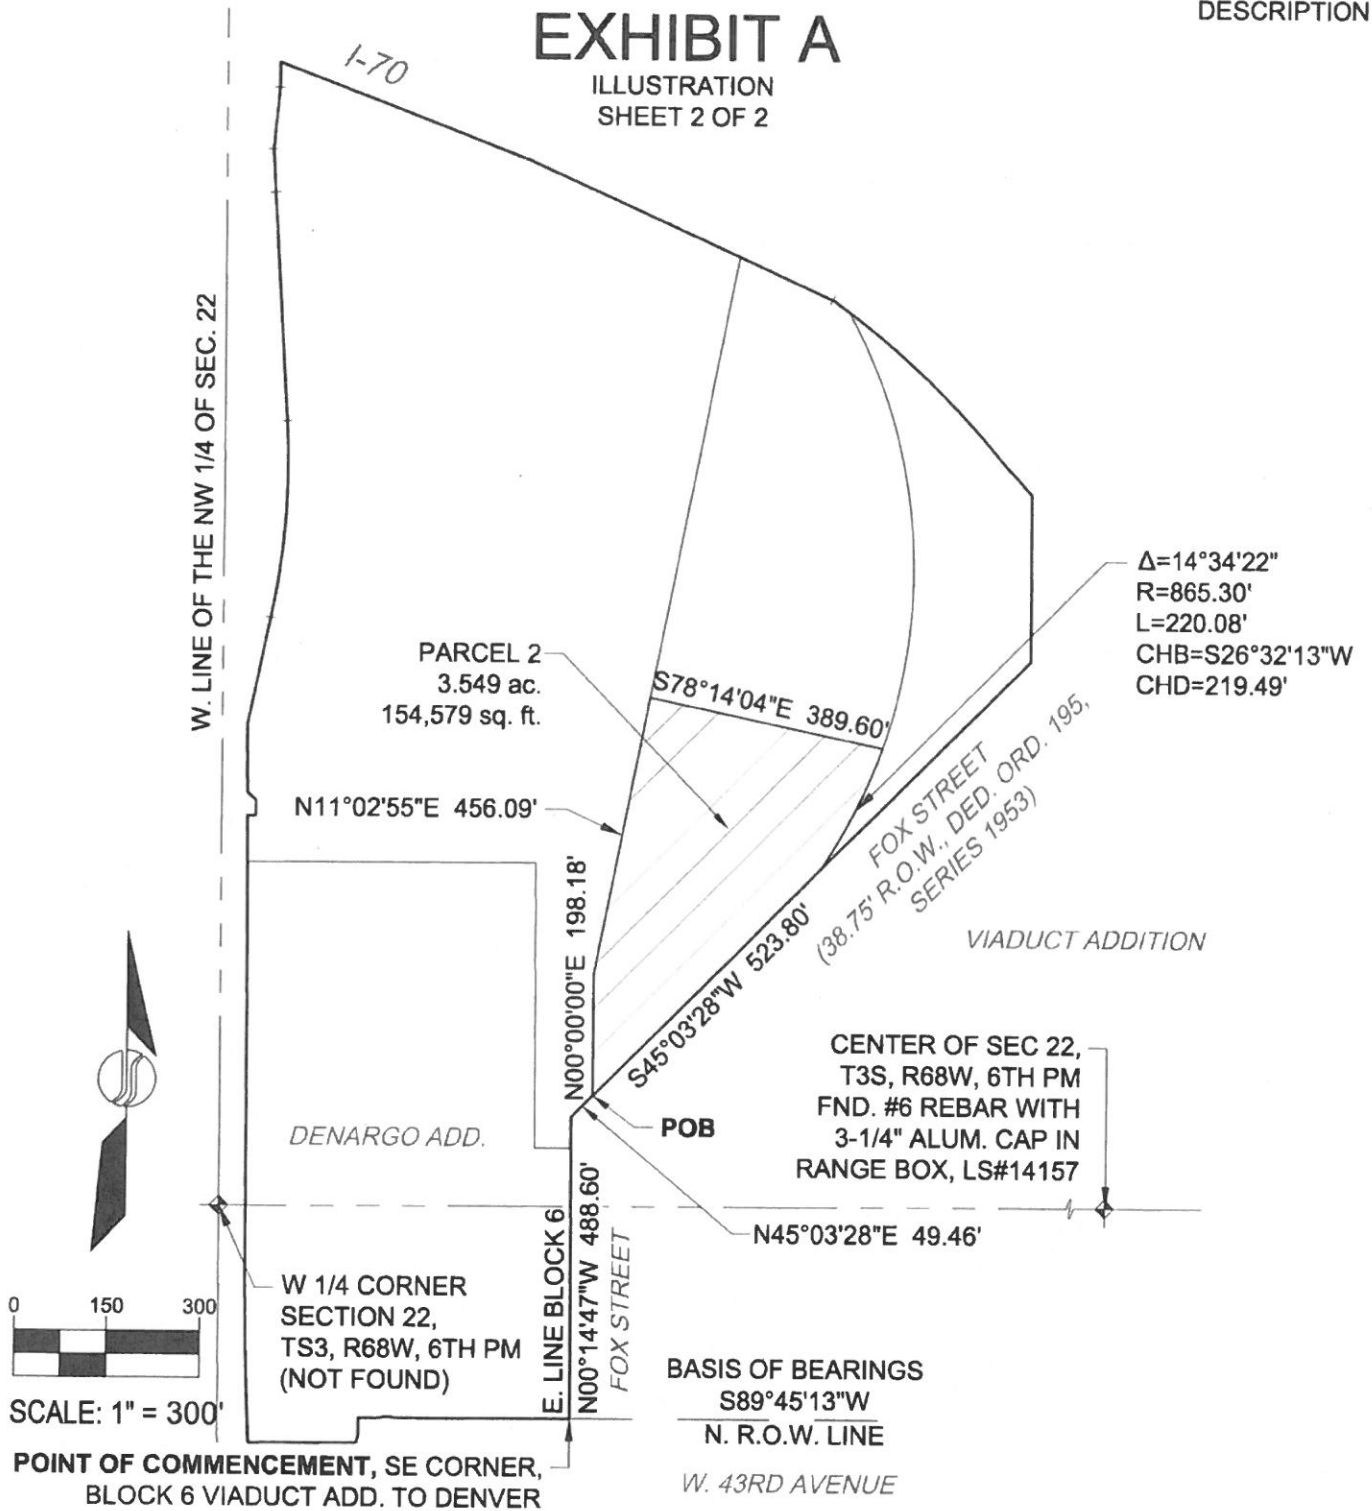 DESCRIPTION
EXHIBIT A
ILLUSTRATION
SHEET 2 OF 2
I-70
W. LINE OF THE NW 1/4 OF SEC. 22
Δ=14°34'22"
R=865.30'
L=220.08'
CHB=S26°32'13"W
CHD=219.49'
PARCEL 2
3.549 ac.
154,579 sq. ft.
S78°14'04"E 389.60'
N11°02'55"E 456.09'
FOX STREET
(38.75' R.O.W., DED. ORD. 195,
SERIES 1953)
N00°00'00"E 198.18'
S45°03'28"W 523.80'
VIADUCT ADDITION
CENTER OF SEC 22,
T3S, R68W, 6TH PM
FND. #6 REBAR WITH
3-1/4" ALUM. CAP IN
RANGE BOX, LS#14157
POB
DENARGO ADD.
N45°03'28"E 49.46'
W 1/4 CORNER
SECTION 22,
TS3, R68W, 6TH PM
(NOT FOUND)
E. LINE BLOCK 6
N00°14'47"W 488.60'
FOX STREET
0 150 300
SCALE: 1" = 300'
BASIS OF BEARINGS
S89°45'13"W
N. R.O.W. LINE
W. 43RD AVENUE
POINT OF COMMENCEMENT, SE CORNER,
BLOCK 6 VIADUCT ADD. TO DENVER